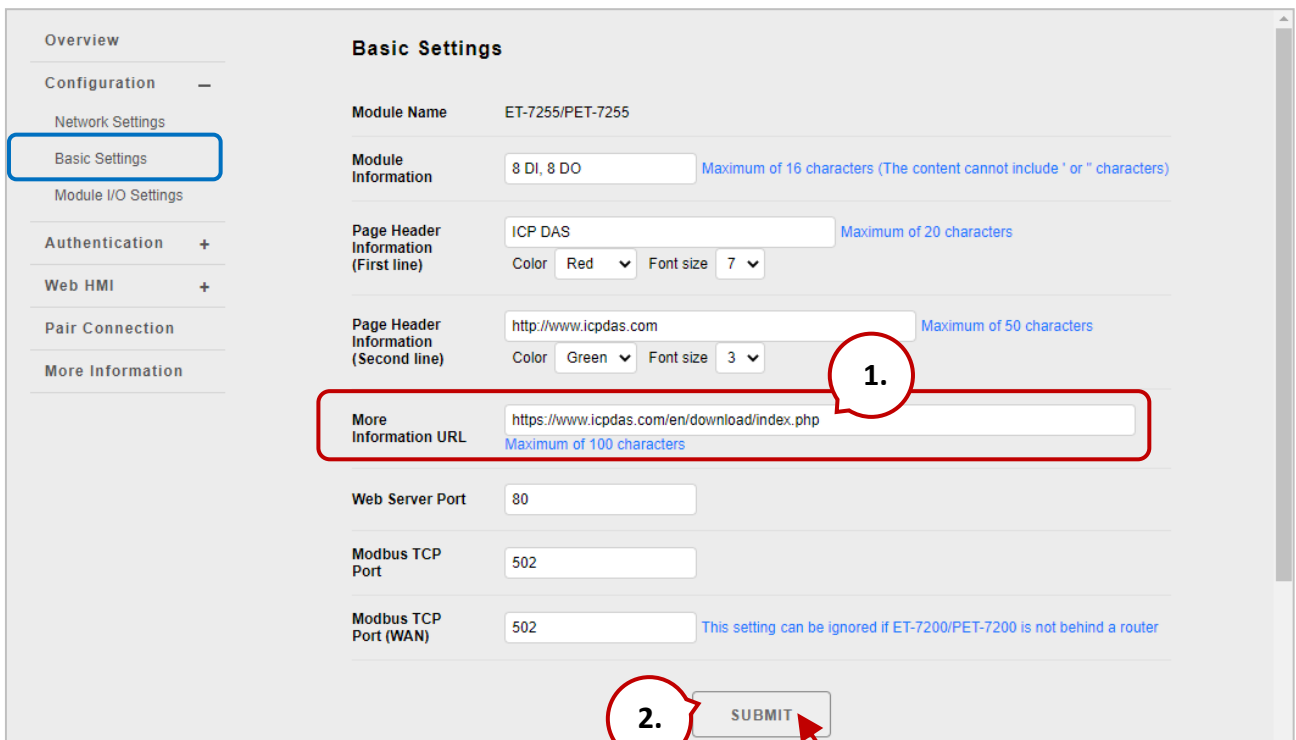 Overview
Configuration –
Network Settings
Basic Settings
Module I/O Settings
Authentication +
Web HMI +
Pair Connection
More Information
Basic Settings
Module Name ET-7255/PET-7255
Module
Information
8 DI, 8 DO Maximum of 16 characters (The content cannot include ' or " characters)
Page Header
Information
(First line)
ICP DAS Maximum of 20 characters
Color Red Font size 7
Page Header
Information
(Second line)
http://www.icpdas.com Maximum of 50 characters
Color Green Font size 3
1.
More
Information URL
https://www.icpdas.com/en/download/index.php
Maximum of 100 characters
Web Server Port 80
Modbus TCP
Port
502
Modbus TCP
Port (WAN)
502 This setting can be ignored if ET-7200/PET-7200 is not behind a router
2.
SUBMIT